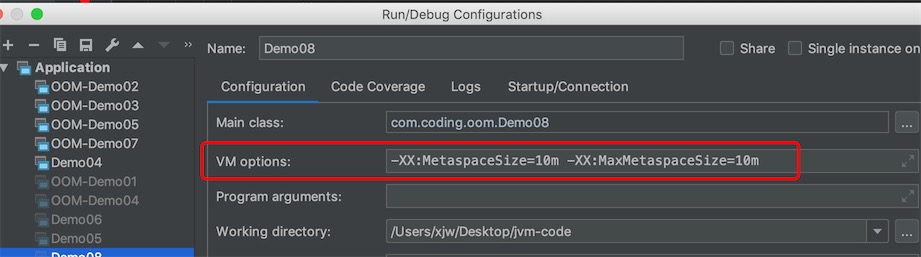 Run/Debug Configurations
Name: Demo08 Share Single instance on
Application
OOM-Demo02
OOM-Demo03
OOM-Demo05
OOM-Demo07
Demo04
OOM-Demo01
OOM-Demo04
Demo06
Demo05
Demo08
Configuration Code Coverage Logs Startup/Connection
Main class: com.coding.oom.Demo08 ...
VM options: -XX:MetaspaceSize=10m -XX:MaxMetaspaceSize=10m
Program arguments:
Working directory: /Users/xjw/Desktop/jvm-code ...